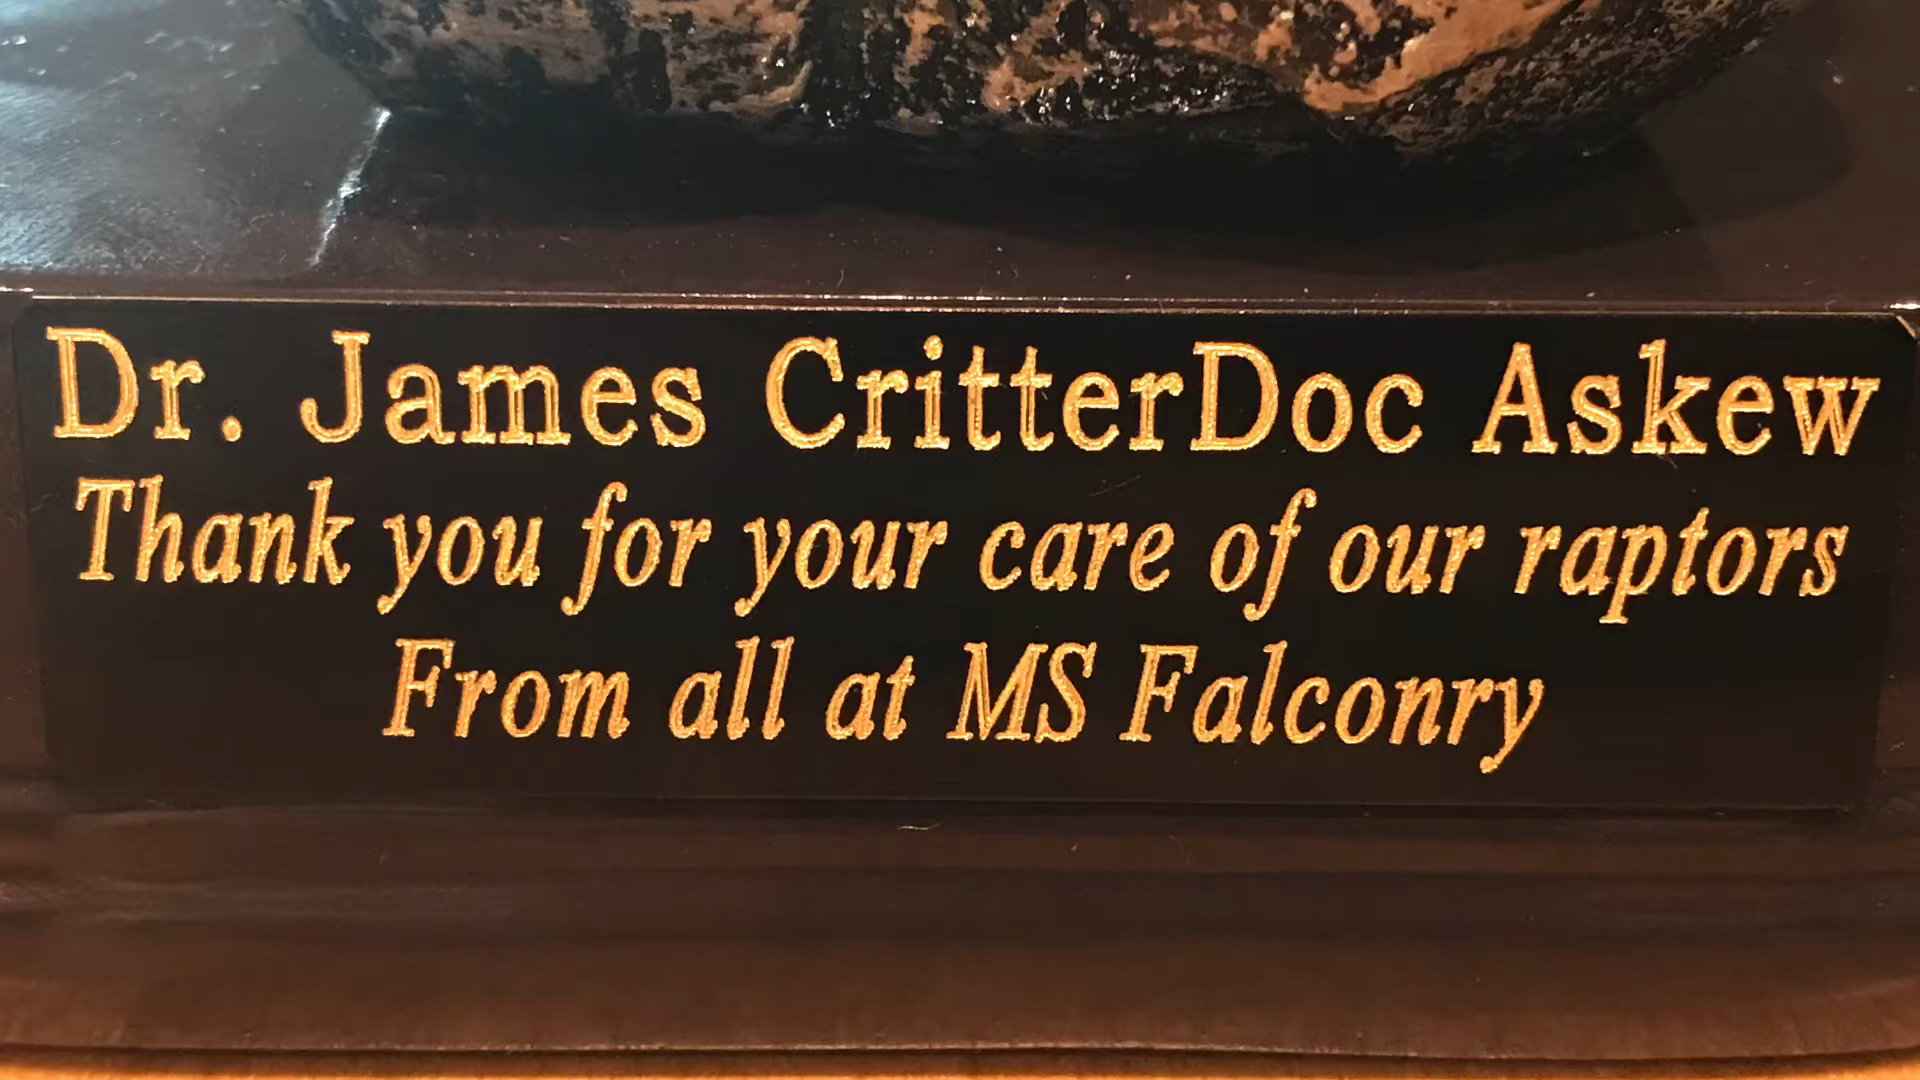 Dr. James CritterDoc Askew
Thank you for your care of our raptors
From all at MS Falconry